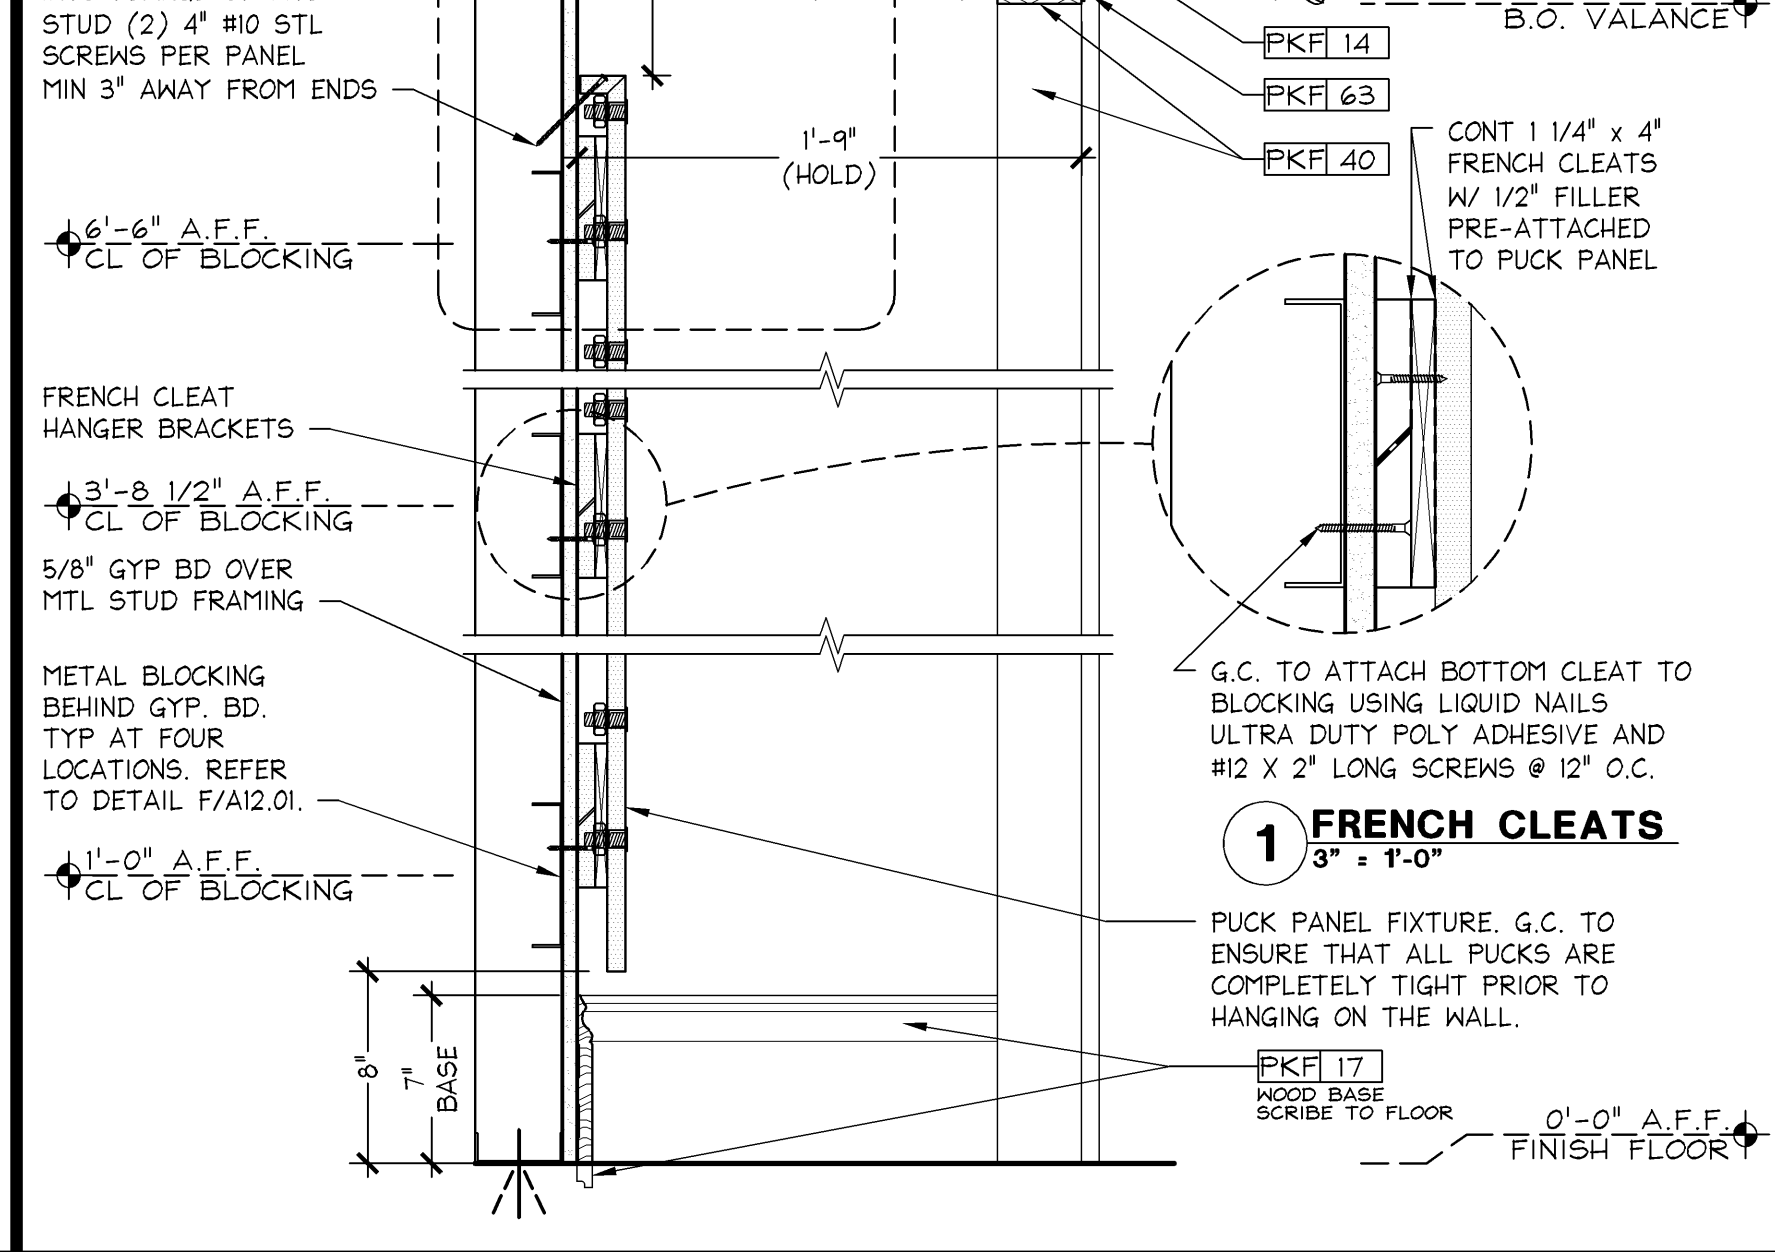 STUD (2) 4" #10 STL
SCREWS PER PANEL
MIN 3" AWAY FROM ENDS
6'-6" A.F.F.
CL OF BLOCKING
FRENCH CLEAT
HANGER BRACKETS
3'-8 1/2" A.F.F.
CL OF BLOCKING
5/8" GYP BD OVER
MTL STUD FRAMING
METAL BLOCKING
BEHIND GYP. BD.
TYP AT FOUR
LOCATIONS. REFER
TO DETAIL F/A12.01.
1'-0" A.F.F.
CL OF BLOCKING
8"
7"
BASE
1'-9"
(HOLD)
B.O. VALANCE
PKF 14
PKF 63
PKF 40
CONT 1 1/4" x 4"
FRENCH CLEATS
W/ 1/2" FILLER
PRE-ATTACHED
TO PUCK PANEL
G.C. TO ATTACH BOTTOM CLEAT TO
BLOCKING USING LIQUID NAILS
ULTRA DUTY POLY ADHESIVE AND
#12 X 2" LONG SCREWS @ 12" O.C.
1 FRENCH CLEATS
3" = 1'-0"
PUCK PANEL FIXTURE. G.C. TO
ENSURE THAT ALL PUCKS ARE
COMPLETELY TIGHT PRIOR TO
HANGING ON THE WALL.
PKF 17
WOOD BASE
SCRIBE TO FLOOR
0'-0" A.F.F.
FINISH FLOOR